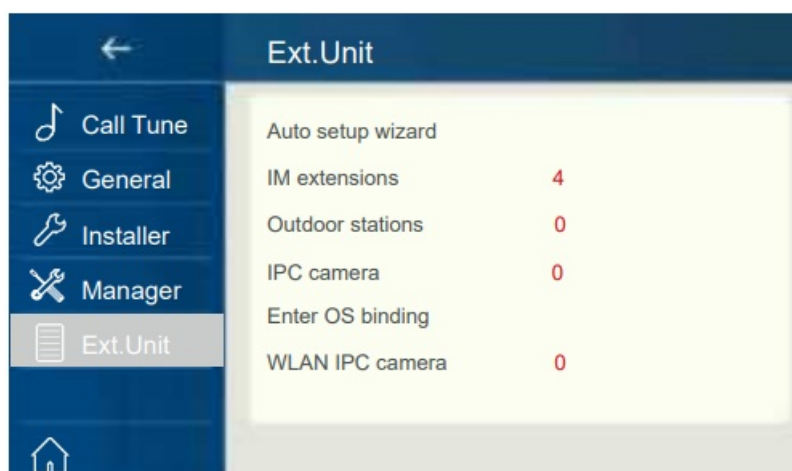 Ext.Unit
Call Tune
General
Installer
Manager
Ext.Unit
Auto setup wizard
IM extensions 4
Outdoor stations 0
IPC camera 0
Enter OS binding
WLAN IPC camera 0